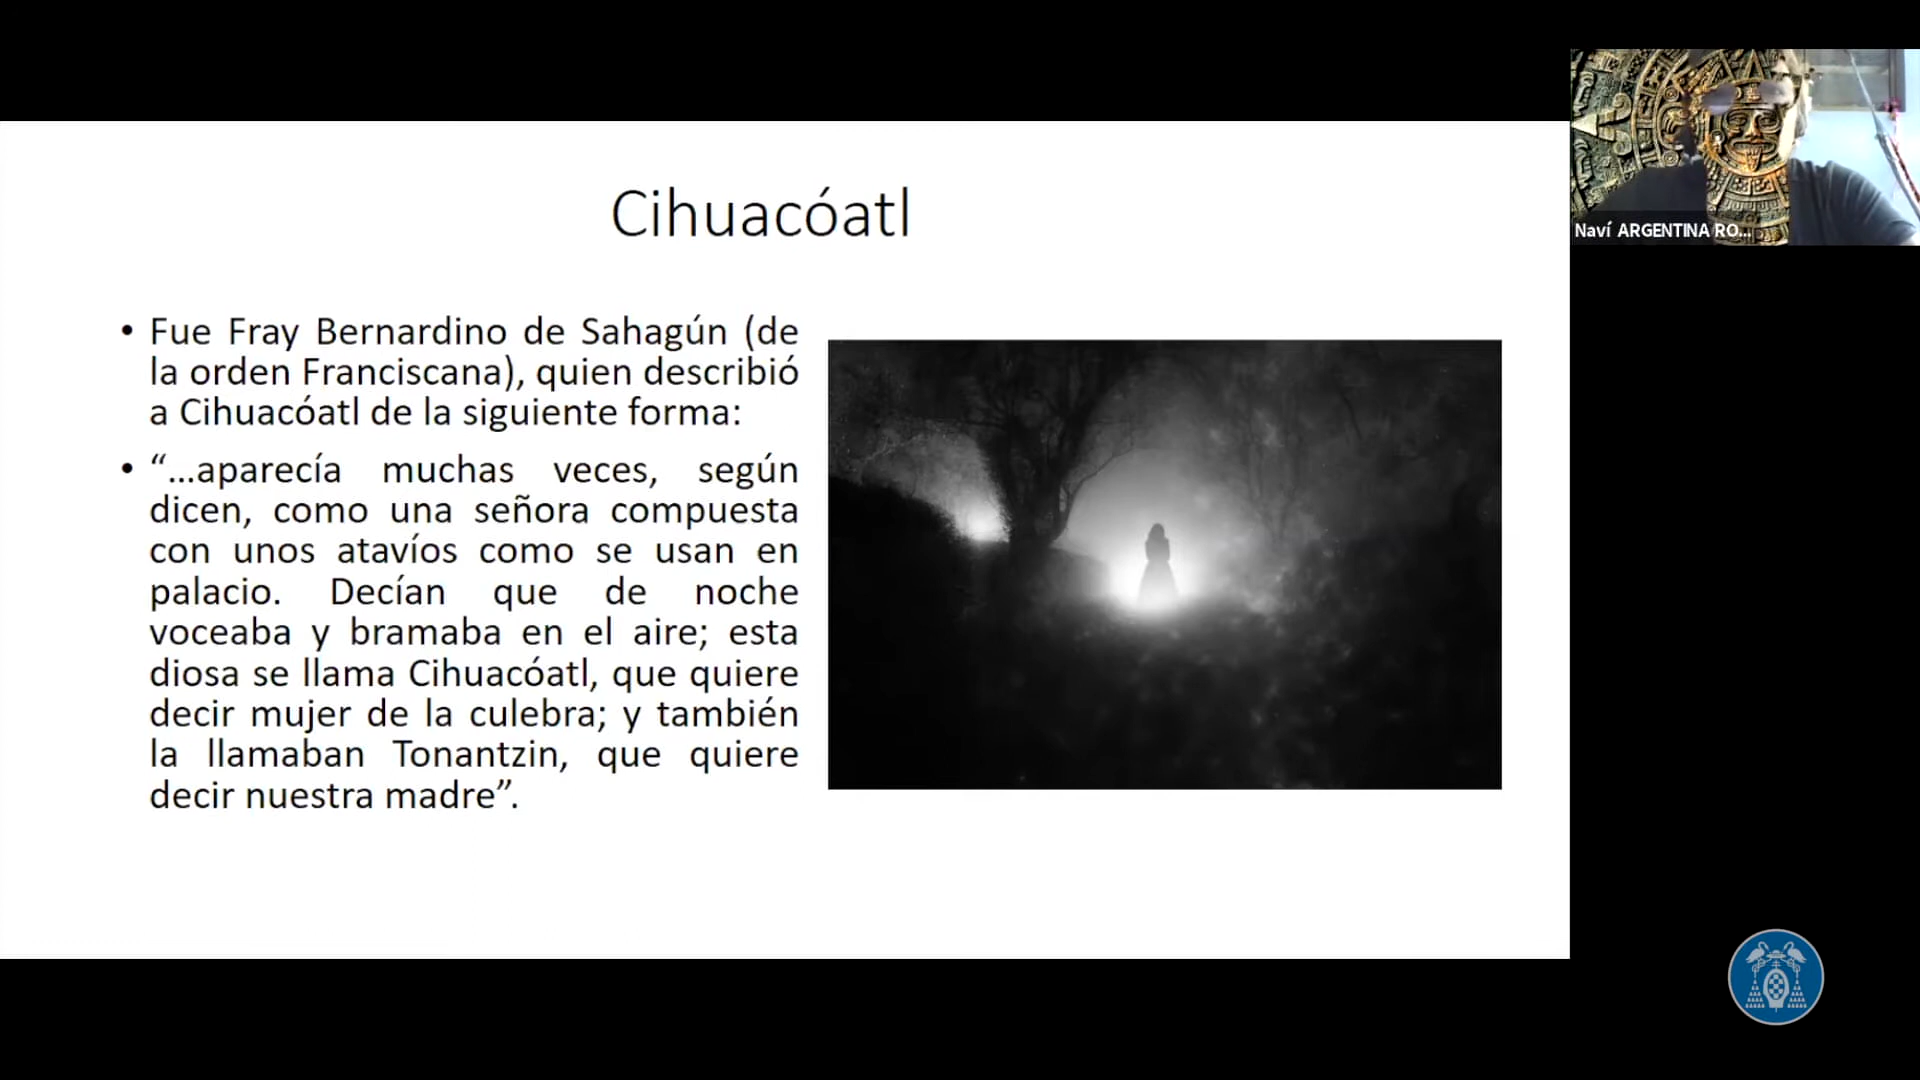 Cihuacóatl
• Fue Fray Bernardino de Sahagún (de
la orden Franciscana), quien describió
a Cihuacóatl de la siguiente forma:
• “...aparecía muchas veces, según
dicen, como una señora compuesta
con unos atavíos como se usan en
palacio. Decían que de noche
voceaba y bramaba en el aire; esta
diosa se llama Cihuacóatl, que quiere
decir mujer de la culebra; y también
la llamaban Tonantzin, que quiere
decir nuestra madre”.
Naví ARGENTINA RO...